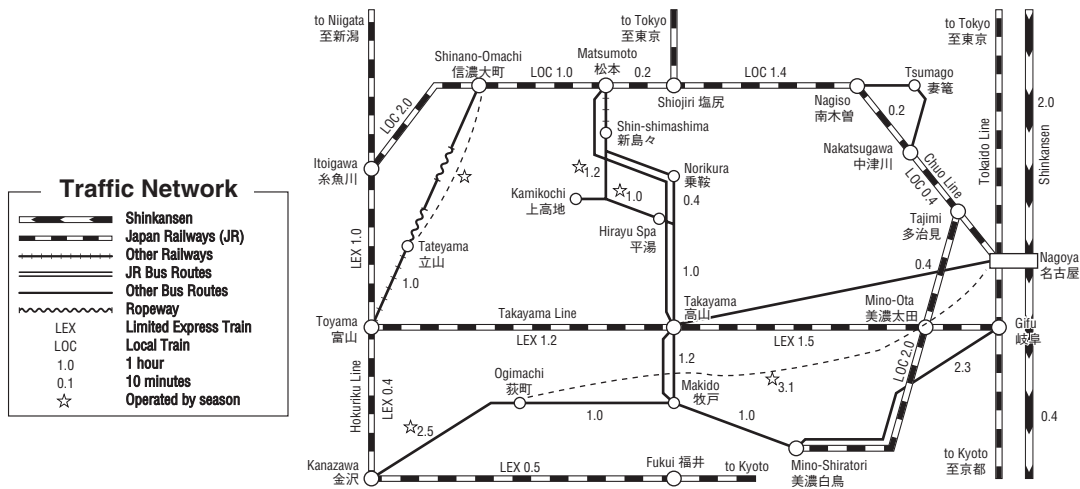 to Niigata
至新潟
to Tokyo
至東京
to Tokyo
至東京
Shinano-Omachi
信濃大町
Matsumoto
松本
LOC 1.0
0.2
LOC 1.4
Shiojiri 塩尻
Nagiso
南木曽
Tsumago
妻篭
0.2
2.0
LOC 2.0
Shin-shimashima
新島々
Nakatsugawa
中津川
Itoigawa
糸魚川
☆1.2
Norikura
乗鞍
Chuo Line
LOC 0.4
Tokaido Line
Shinkansen
☆
Kamikochi
上高地
☆1.0
0.4
Hirayu Spa
平湯
Tajimi
多治見
LEX 1.0
Tateyama
立山
1.0
1.0
0.4
Nagoya
名古屋
Toyama
富山
Takayama Line
Takayama
高山
Mino-Ota
美濃太田
Gifu
岐阜
LEX 1.2
LEX 1.5
Hokuriku Line
LEX 0.4
1.2
LOC 2.0
2.3
Ogimachi
荻町
☆3.1
Makido
牧戸
☆2.5
1.0
1.0
0.4
Kanazawa
金沢
LEX 0.5
Fukui 福井
to Kyoto
Mino-Shiratori
美濃白鳥
to Kyoto
至京都
Traffic Network
Shinkansen
Japan Railways (JR)
Other Railways
JR Bus Routes
Other Bus Routes
Ropeway
LEX Limited Express Train
LOC Local Train
1.0 1 hour
0.1 10 minutes
☆ Operated by season